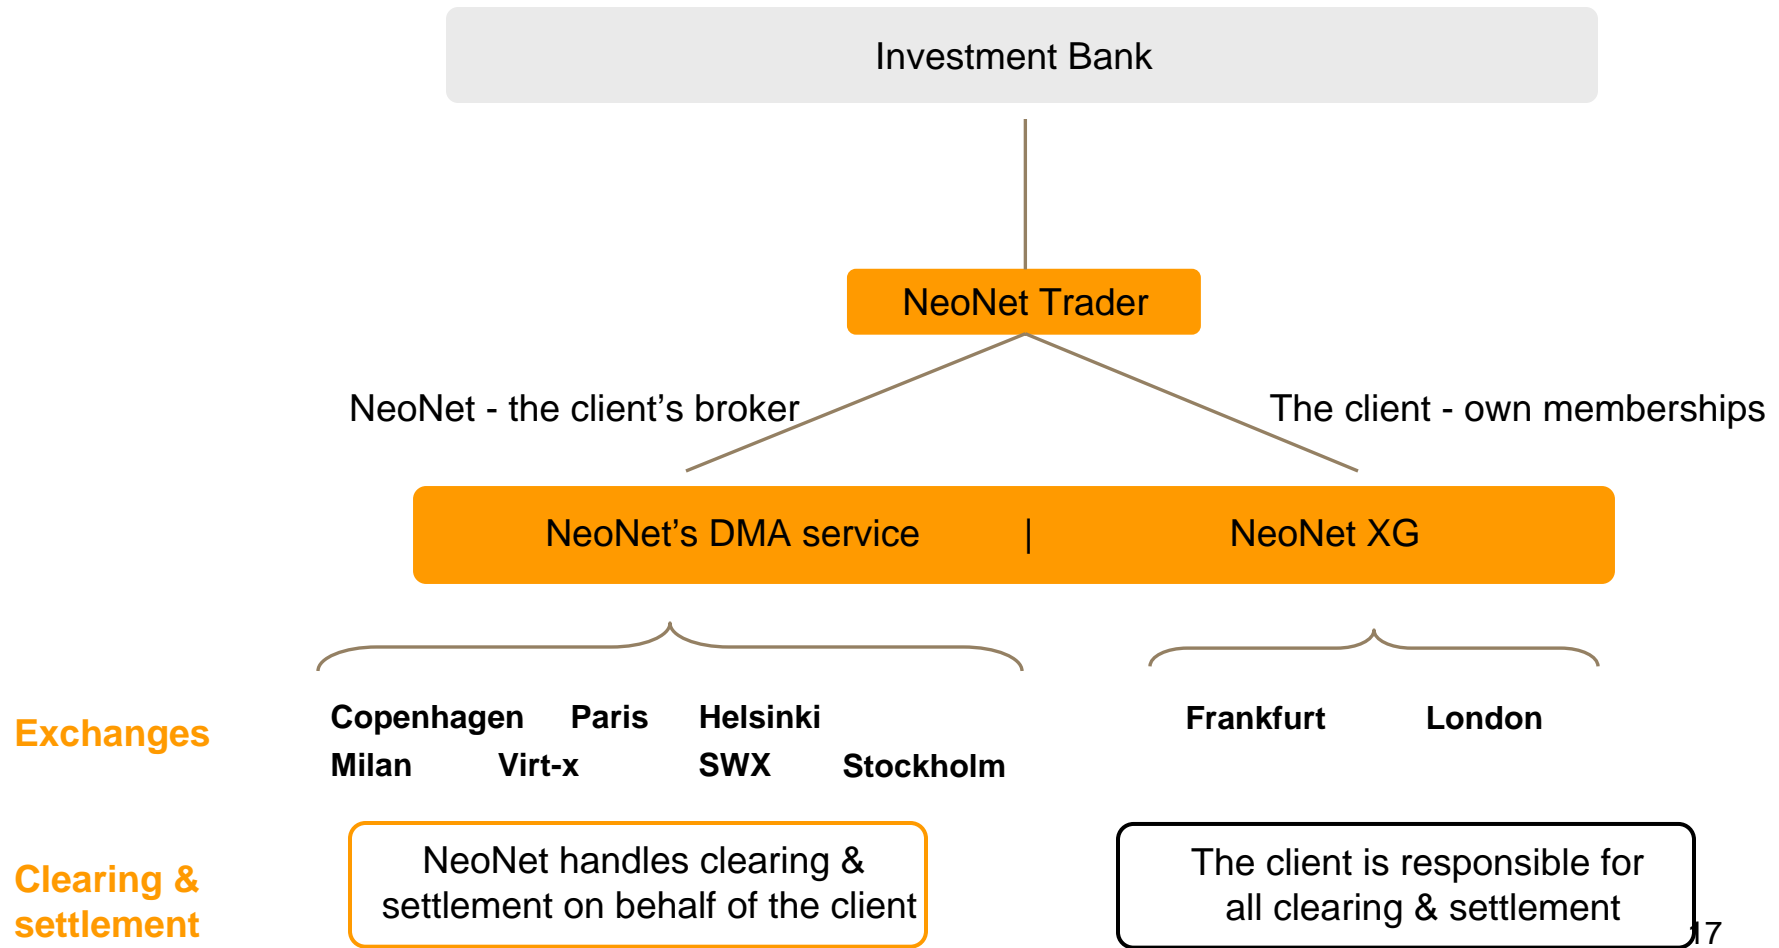 Investment Bank
NeoNet Trader
NeoNet - the client’s broker
The client - own memberships
NeoNet’s DMA service | NeoNet XG
Exchanges
Copenhagen Paris Helsinki
Milan Virt-x SWX Stockholm
Frankfurt London
Clearing &
settlement
NeoNet handles clearing &
settlement on behalf of the client
The client is responsible for
all clearing & settlement
17